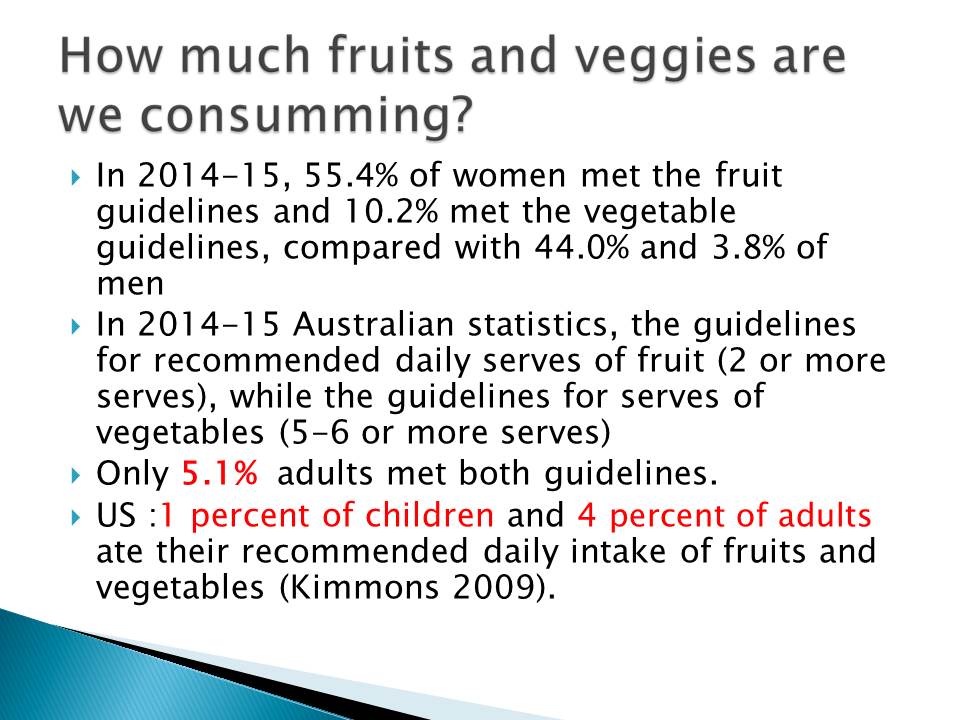 How much fruits and veggies are
we consumming?
In 2014-15, 55.4% of women met the fruit
guidelines and 10.2% met the vegetable
guidelines, compared with 44.0% and 3.8% of
men
In 2014-15 Australian statistics, the guidelines
for recommended daily serves of fruit (2 or more
serves), while the guidelines for serves of
vegetables (5-6 or more serves)
Only 5.1% adults met both guidelines.
US :1 percent of children and 4 percent of adults
ate their recommended daily intake of fruits and
vegetables (Kimmons 2009).